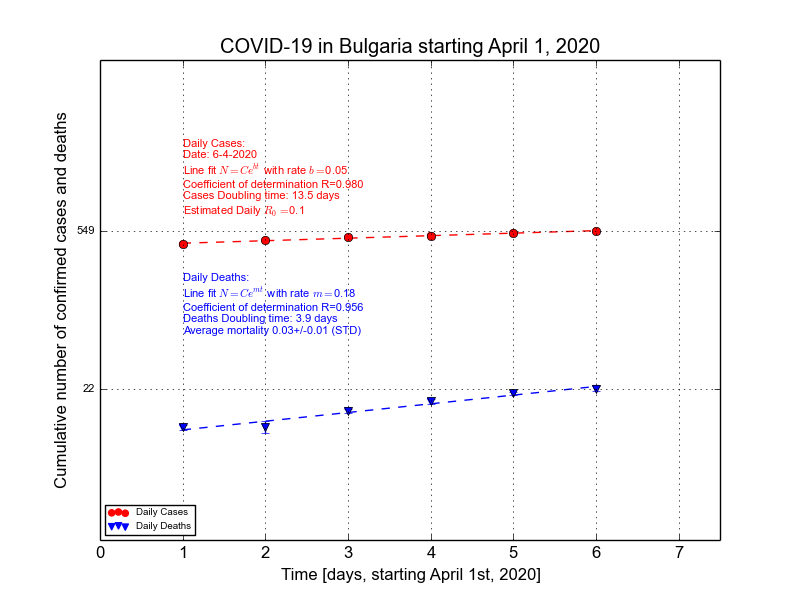 COVID-19 in Bulgaria starting April 1, 2020
Cumulative number of confirmed cases and deaths
Daily Cases:
Date: 6-4-2020
Line fit N=Ce^{bt} with rate b=0.05
Coefficient of determination R=0.980
Cases Doubling time: 13.5 days
Estimated Daily R_0 =0.1
549
Daily Deaths:
Line fit N=Ce^{mt} with rate m=0.18
Coefficient of determination R=0.956
Deaths Doubling time: 3.9 days
Average mortality 0.03+/-0.01 (STD)
22
Daily Cases
Daily Deaths
0 1 2 3 4 5 6 7
Time [days, starting April 1st, 2020]